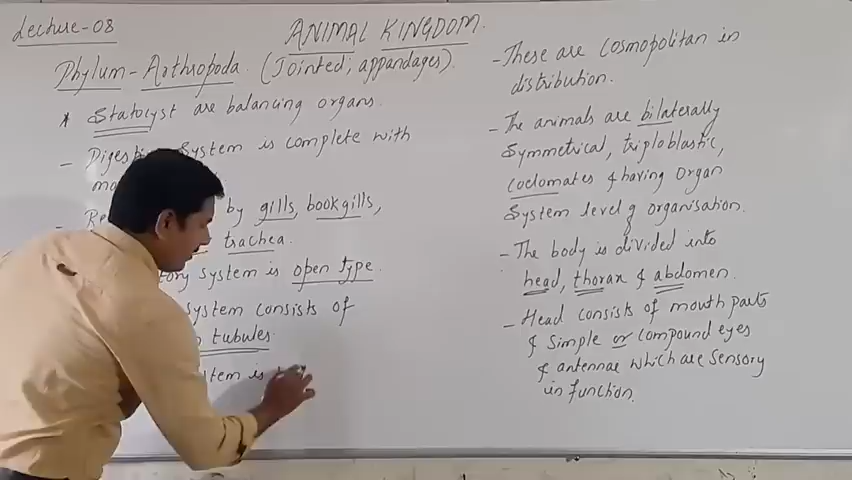 Lecture-08
ANIMAL KINGDOM.
Phylum-Arthropoda. (Jointed, appandages).
* Statocyst are balancing organs.
- Digesti System is complete with
mo
- Re by gills, bookgills,
trachea.
tory system is open type.
system consists of
tubules.
tem is
- These are Cosmopolitan in
distribution.
- The animals are bilaterally
Symmetrical, triploblastic,
coelomates & having Organ
System level of organisation.
- The body is divided into
head, thorax & abdomen.
- Head consists of mouth parts
& Simple or compound eyes
& antennae which are Sensory
in function.